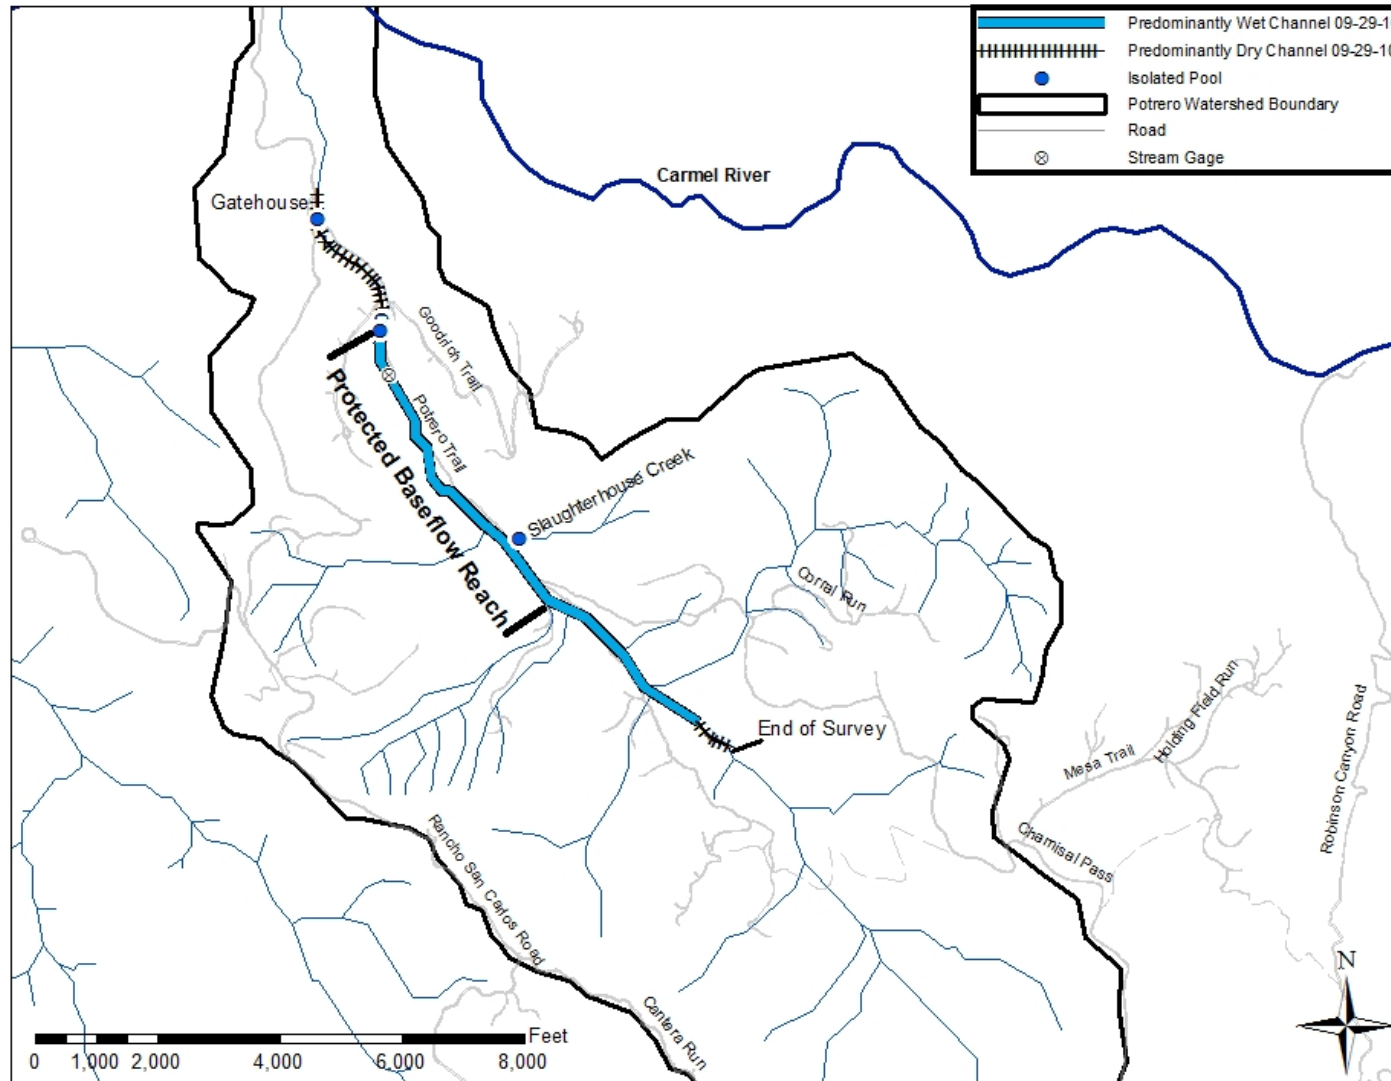 Predominantly Wet Channel 09-29-1
Predominantly Dry Channel 09-29-10
Isolated Pool
Potrero Watershed Boundary
Road
Stream Gage
Carmel River
Gatehouse
Goodrich Trail
Potrero Trail
Protected Baseflow Reach
Slaughterhouse Creek
Corral Run
End of Survey
Mesa Trail
Holding Field Run
Robinson Canyon Road
Chamisal Pass
Rancho San Carlos Road
Cantera Run
N
Feet
0 1,000 2,000 4,000 6,000 8,000